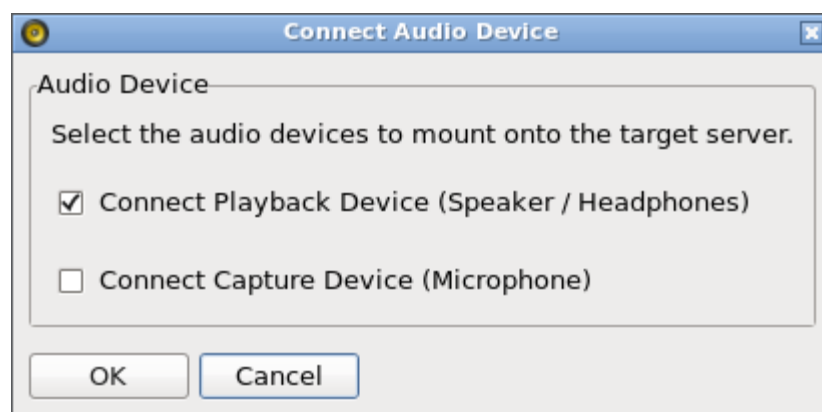 Connect Audio Device
Audio Device
Select the audio devices to mount onto the target server.
Connect Playback Device (Speaker / Headphones)
Connect Capture Device (Microphone)
OK
Cancel